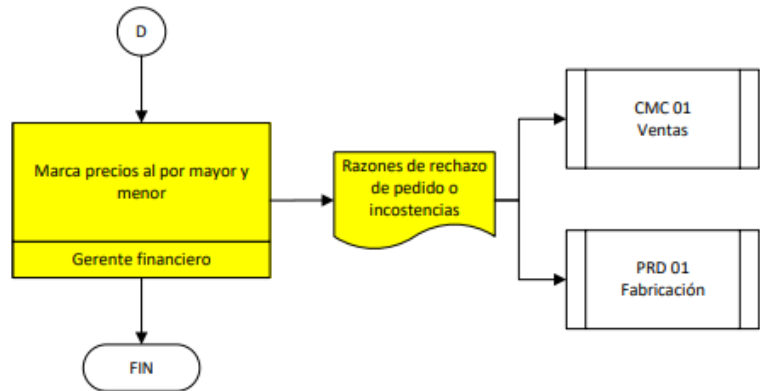 D
Marca precios al por mayor y
menor
Gerente financiero
FIN
Razones de rechazo
de pedido o
incostencias
CMC 01
Ventas
PRD 01
Fabricación